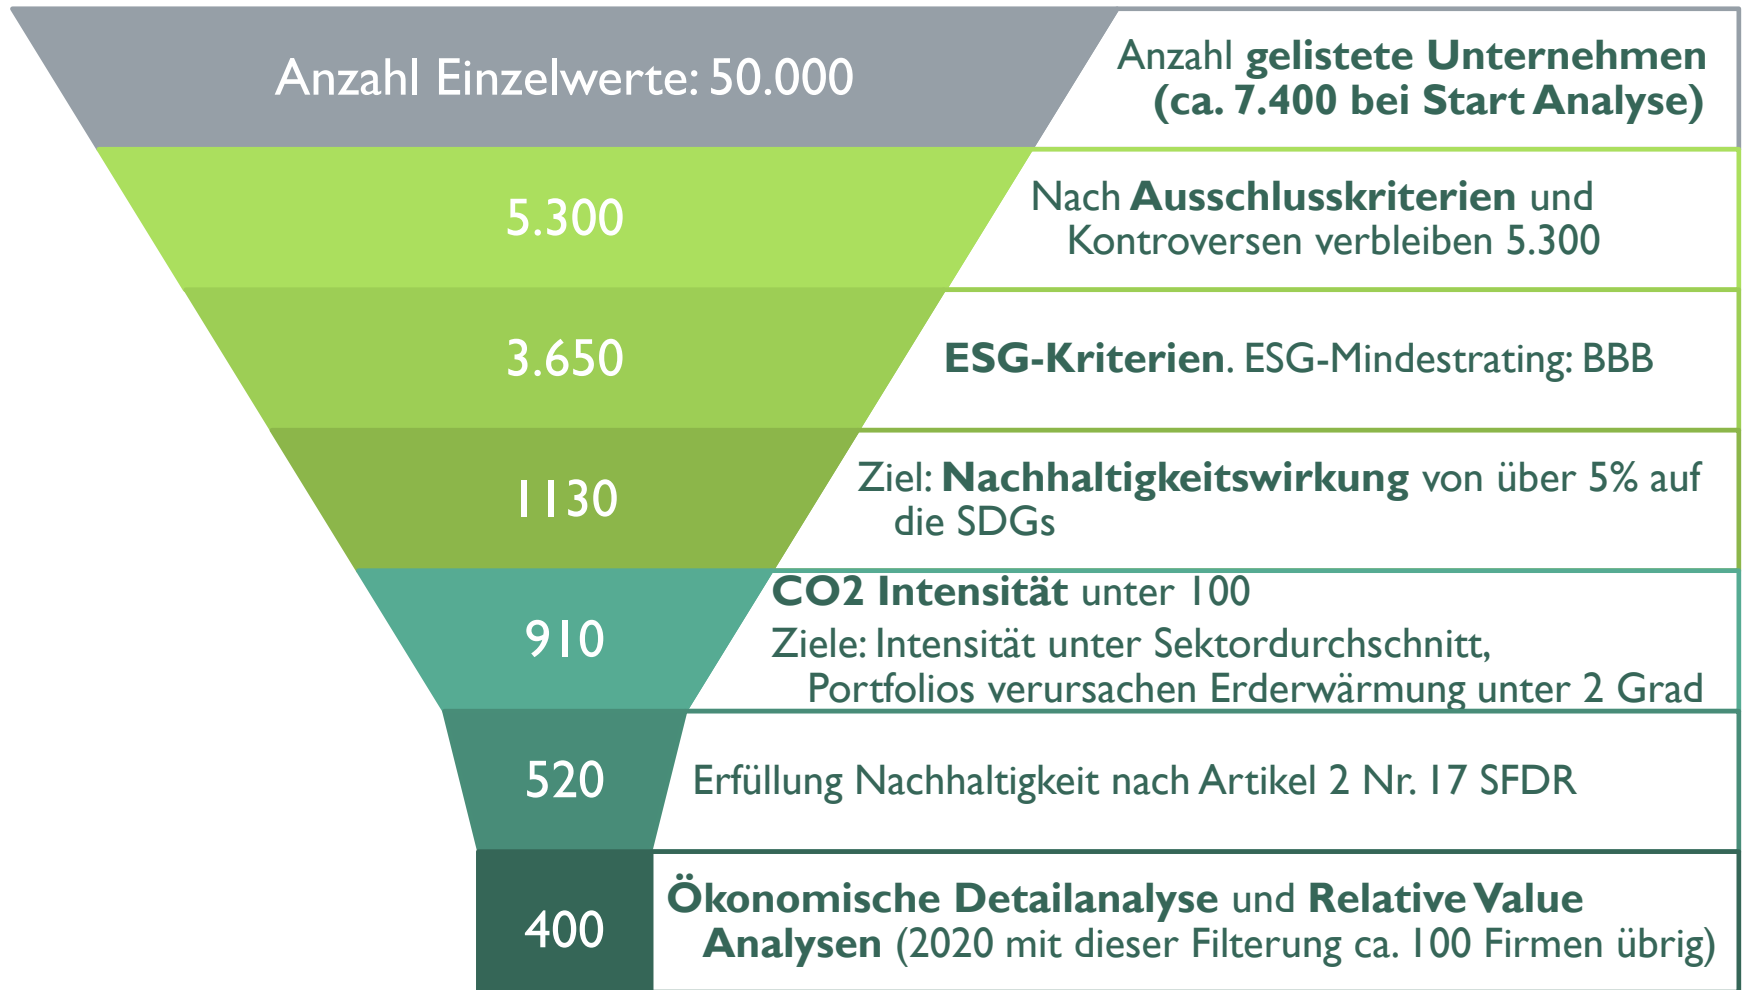 Anzahl Einzelwerte: 50.000
Anzahl gelistete Unternehmen
(ca. 7.400 bei Start Analyse)
5.300
Nach Ausschlusskriterien und
Kontroversen verbleiben 5.300
3.650
ESG-Kriterien. ESG-Mindestrating: BBB
1130
Ziel: Nachhaltigkeitswirkung von über 5% auf
die SDGs
910
CO2 Intensität unter 100
Ziele: Intensität unter Sektordurchschnitt,
Portfolios verursachen Erderwärmung unter 2 Grad
520
Erfüllung Nachhaltigkeit nach Artikel 2 Nr. 17 SFDR
400
Ökonomische Detailanalyse und Relative Value
Analysen (2020 mit dieser Filterung ca. 100 Firmen übrig)